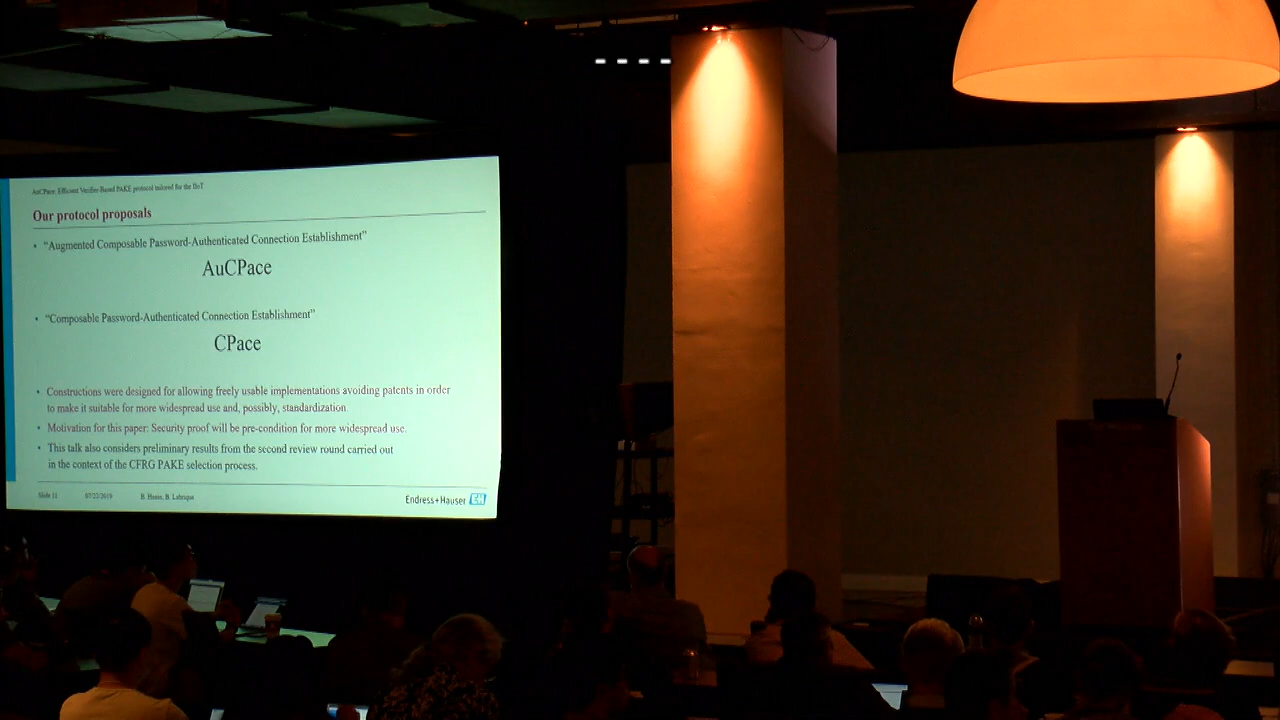 AuCPace: Efficient Verifier-Based PAKE protocol tailored for the IIoT
Our protocol proposals
• “Augmented Composable Password-Authenticated Connection Establishment”
AuCPace
• “Composable Password-Authenticated Connection Establishment”
CPace
• Constructions were designed for allowing freely usable implementations avoiding patents in order
to make it suitable for more widespread use and, possibly, standardization.
• Motivation for this paper: Security proof will be pre-condition for more widespread use.
• This talk also considers preliminary results from the second review round carried out
in the context of the CFRG PAKE selection process.
Slide 11 07/22/2019 B. Haase, B. Labrique
Endress+Hauser EH